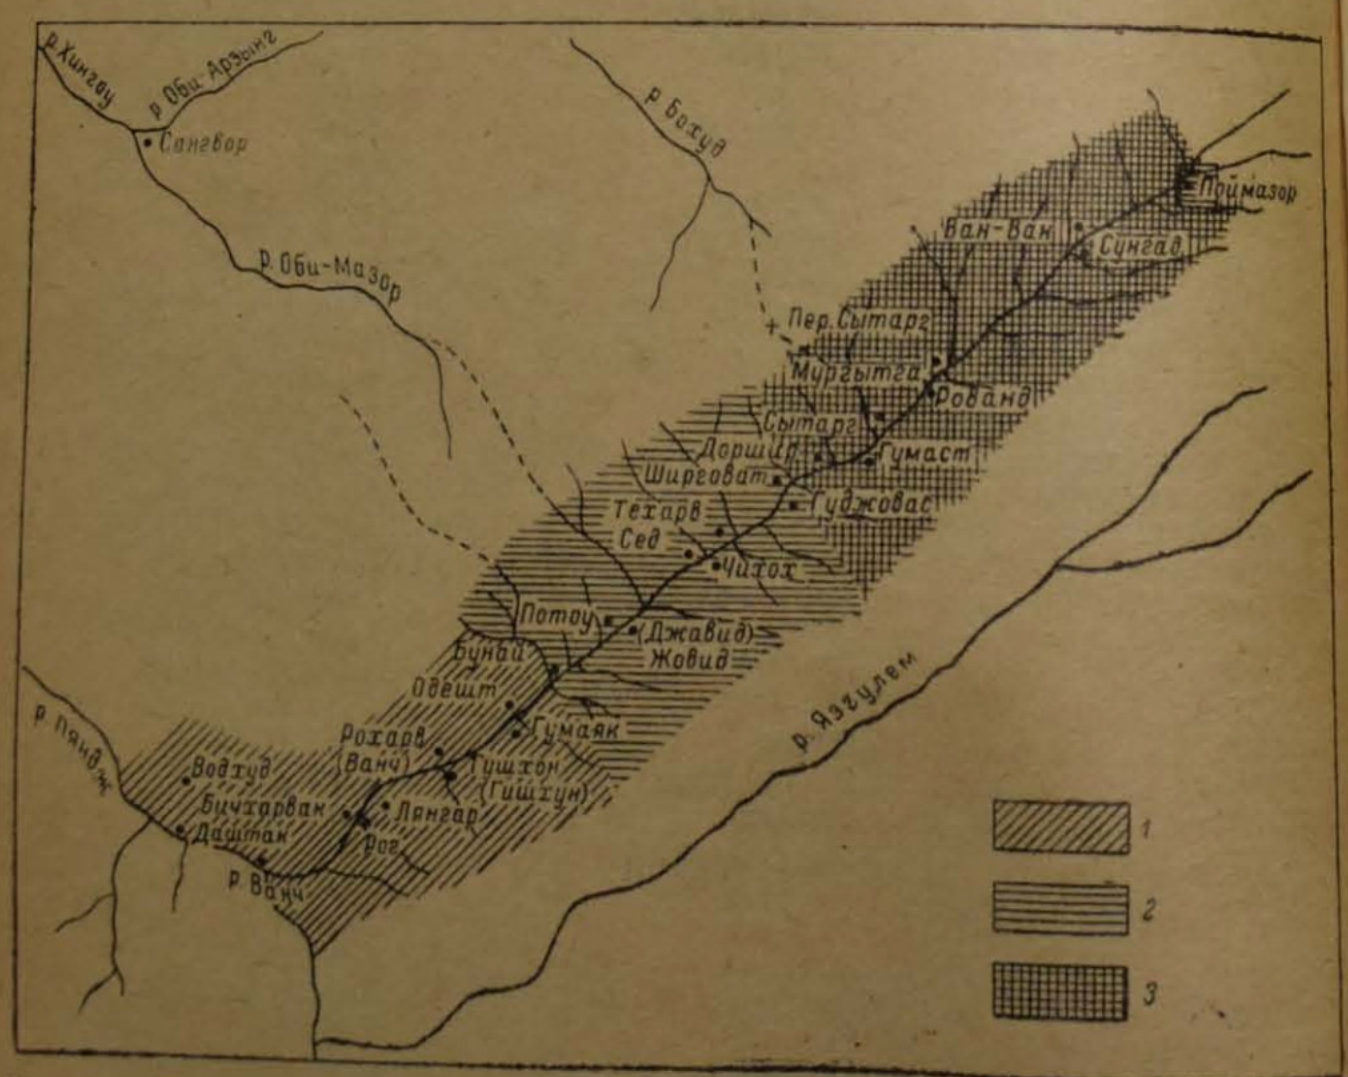 р. Хингоу
р. Оби-Арзынг
Сангвор
р. Бохуд
р. Оби-Мазор
Поймазор
Ван-Ван
Сунгад
Пер. Сытарг
Мургытга
Рованд
Сытарг
Доршир
Гумаст
Ширговат
Гуджовас
Техарв
Сед
Чихох
Потоу
(Джавид)
Жовид
Бунай
Одешт
Гумаяк
Рохарв
(Ванч)
Гушхон
(Гишхун)
р. Язгулем
р. Пяндж
Водхуд
Бичхарвак
Лянгар
Даштак
Рог
р. Ванч
1
2
3